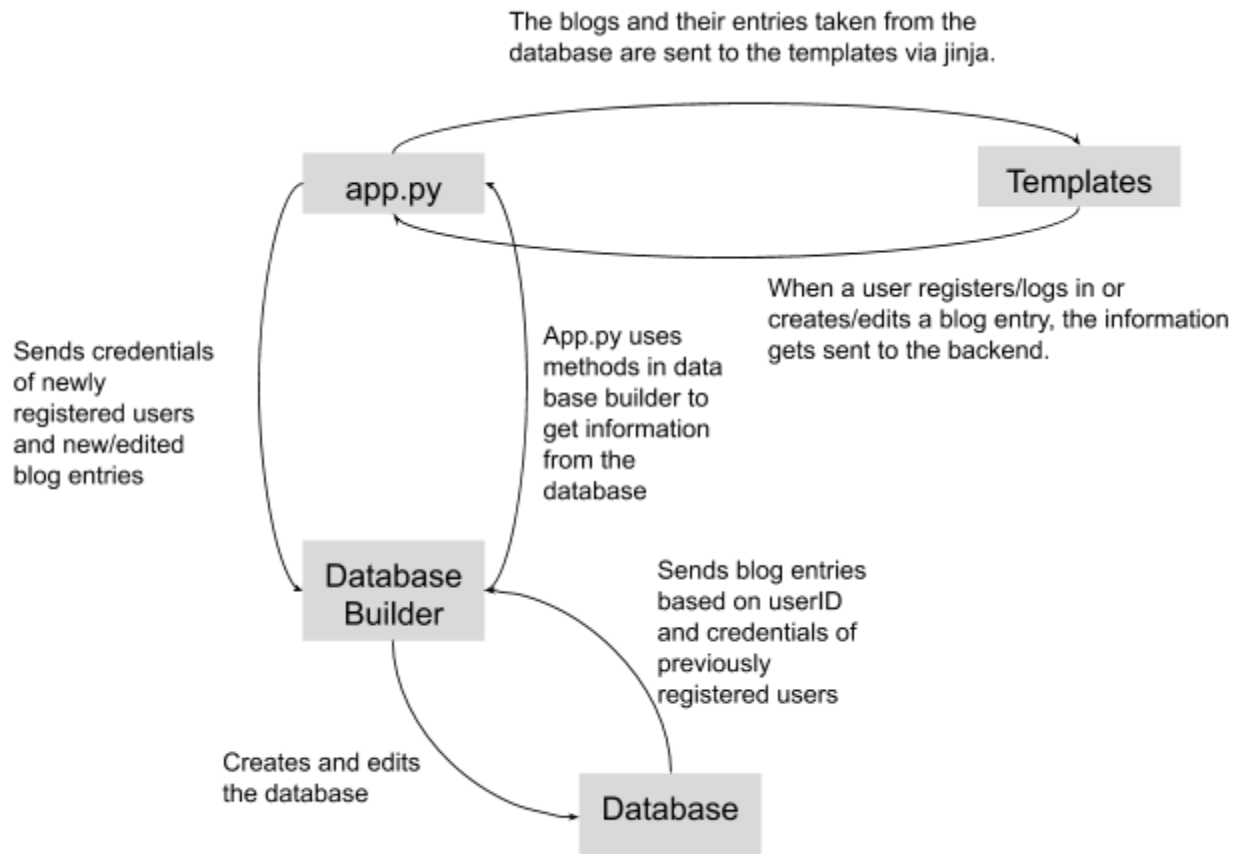 The blogs and their entries taken from the
database are sent to the templates via jinja.
app.py
Templates
When a user registers/logs in or
creates/edits a blog entry, the information
gets sent to the backend.
Sends credentials
of newly
registered users
and new/edited
blog entries
App.py uses
methods in data
base builder to
get information
from the
database
Database
Builder
Sends blog entries
based on userID
and credentials of
previously
registered users
Creates and edits
the database
Database